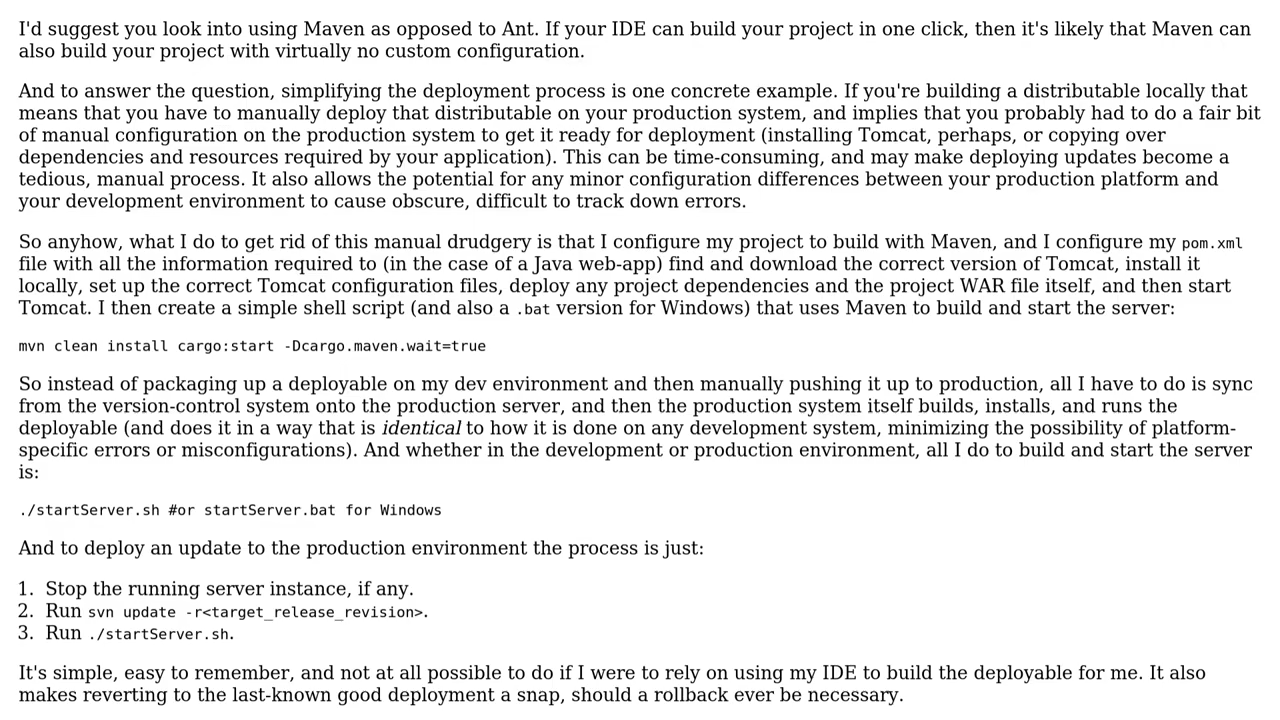 I'd suggest you look into using Maven as opposed to Ant. If your IDE can build your project in one click, then it's likely that Maven can
also build your project with virtually no custom configuration.
And to answer the question, simplifying the deployment process is one concrete example. If you're building a distributable locally that
means that you have to manually deploy that distributable on your production system, and implies that you probably had to do a fair bit
of manual configuration on the production system to get it ready for deployment (installing Tomcat, perhaps, or copying over
dependencies and resources required by your application). This can be time-consuming, and may make deploying updates become a
tedious, manual process. It also allows the potential for any minor configuration differences between your production platform and
your development environment to cause obscure, difficult to track down errors.
So anyhow, what I do to get rid of this manual drudgery is that I configure my project to build with Maven, and I configure my pom.xml
file with all the information required to (in the case of a Java web-app) find and download the correct version of Tomcat, install it
locally, set up the correct Tomcat configuration files, deploy any project dependencies and the project WAR file itself, and then start
Tomcat. I then create a simple shell script (and also a .bat version for Windows) that uses Maven to build and start the server:
mvn clean install cargo:start -Dcargo.maven.wait=true
So instead of packaging up a deployable on my dev environment and then manually pushing it up to production, all I have to do is sync
from the version-control system onto the production server, and then the production system itself builds, installs, and runs the
deployable (and does it in a way that is identical to how it is done on any development system, minimizing the possibility of platform-
specific errors or misconfigurations). And whether in the development or production environment, all I do to build and start the server
is:
./startServer.sh #or startServer.bat for Windows
And to deploy an update to the production environment the process is just:
1. Stop the running server instance, if any.
2. Run svn update -r<target_release_revision>.
3. Run ./startServer.sh.
It's simple, easy to remember, and not at all possible to do if I were to rely on using my IDE to build the deployable for me. It also
makes reverting to the last-known good deployment a snap, should a rollback ever be necessary.